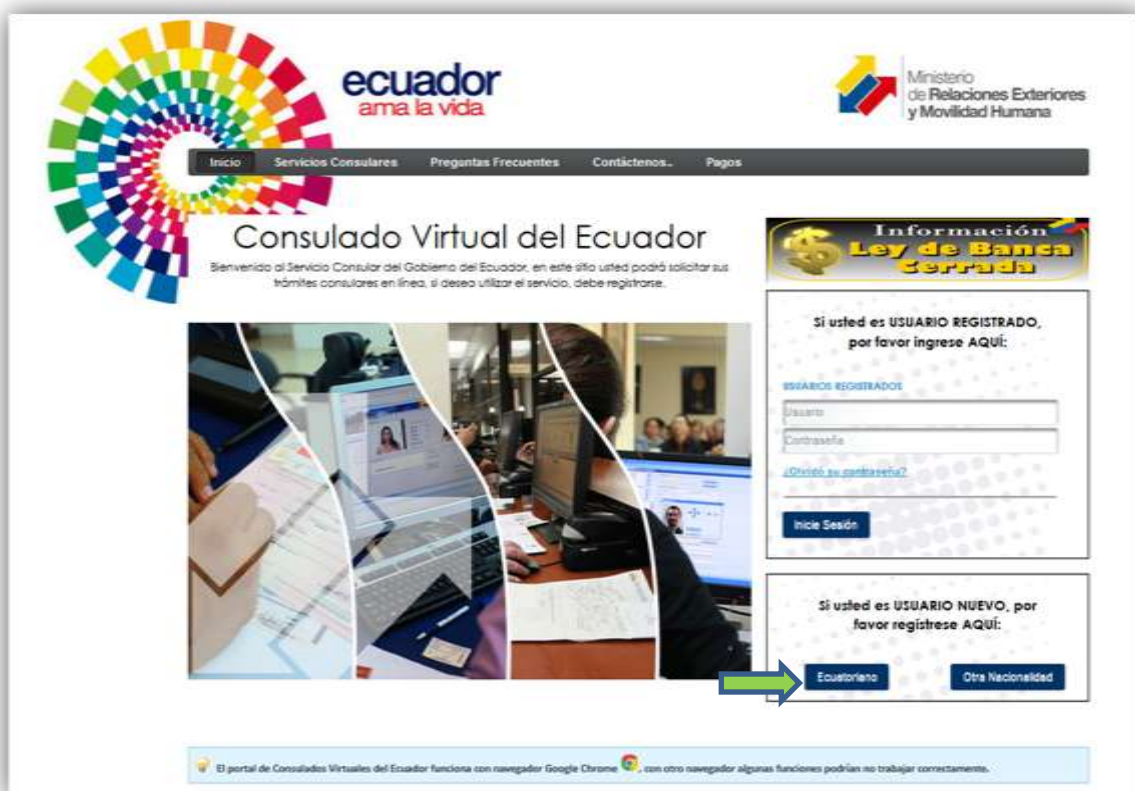 ecuador
ama la vida
Ministerio
de Relaciones Exteriores
y Movilidad Humana
Inicio Servicios Consulares Preguntas Frecuentes Contáctenos.. Pagos
Consulado Virtual del Ecuador
Bienvenido al Servicio Consular del Gobierno del Ecuador, en este sitio usted podrá solicitar sus
trámites consulares en línea, si desea utilizar el servicio, debe registrarse.
Información
Ley de Banca
Cerrada
Si usted es USUARIO REGISTRADO,
por favor ingrese AQUÍ:
USUARIOS REGISTRADOS
Usuario
Contraseña
¿Olvidó su contraseña?
Inicie Sesión
Si usted es USUARIO NUEVO, por
favor regístrese AQUÍ:
Ecuatoriano Otra Nacionalidad
El portal de Consulados Virtuales del Ecuador funciona con navegador Google Chrome , con otro navegador algunas funciones podrían no trabajar correctamente.